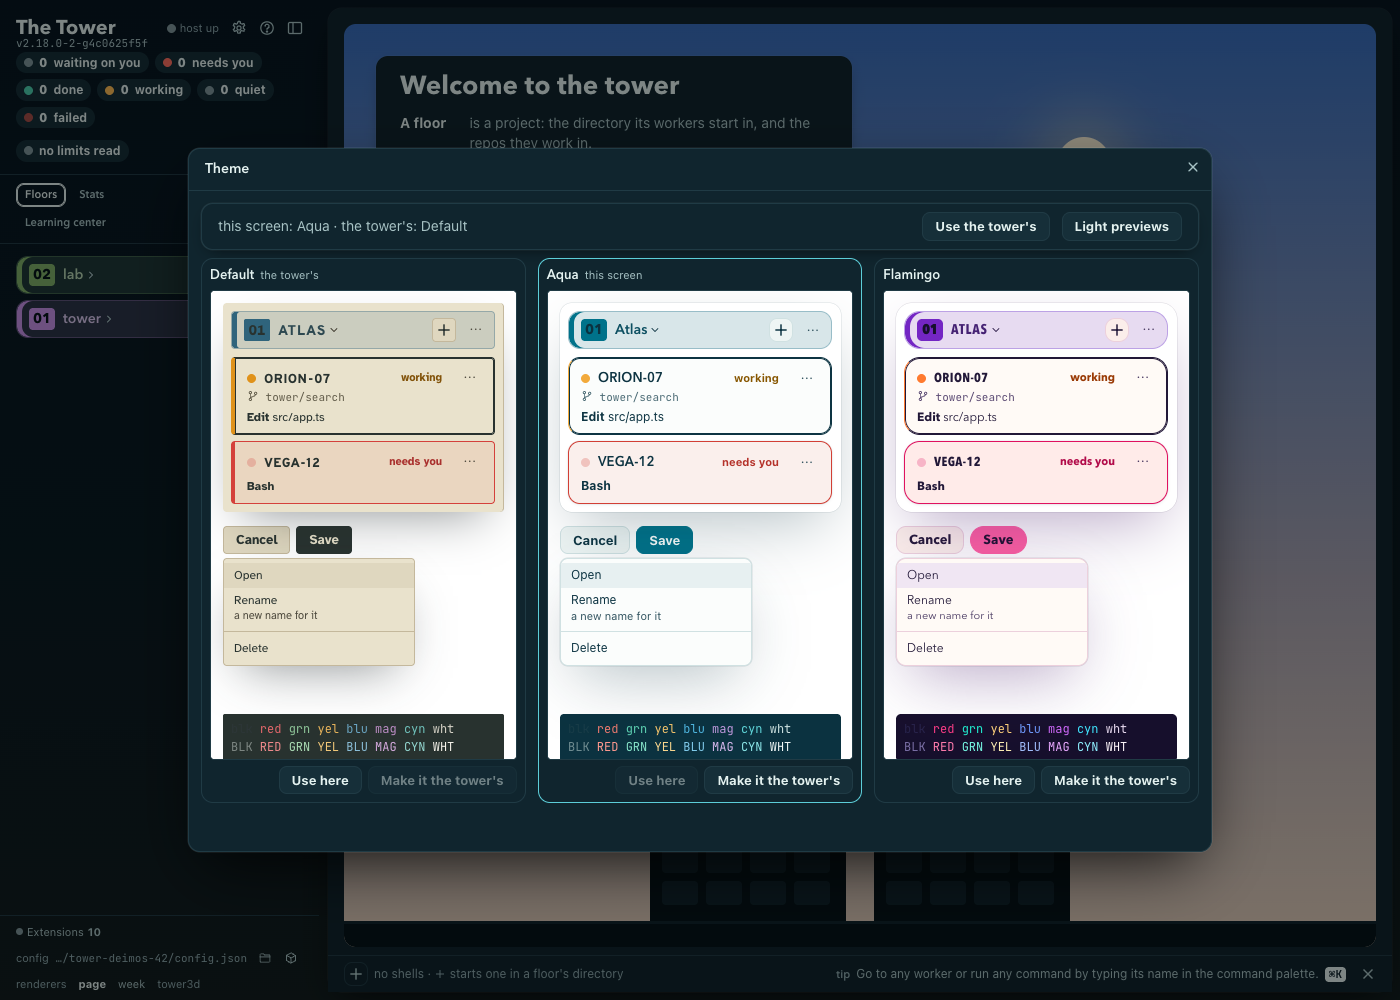 The Tower
host up
v2.18.0-2-g4c0625f5f
0 waiting on you
0 needs you
0 done
0 working
0 quiet
0 failed
no limits read
Floors
Stats
Learning center
02 lab
01 tower
Extensions 10
config …/tower-deimos-42/config.json
renderers page week tower3d
Welcome to the tower
A floor is a project: the directory its workers start in, and the
repos they work in.
Theme
this screen: Aqua · the tower's: Default
Use the tower's
Light previews
Default the tower's
01 ATLAS
ORION-07 working
tower/search
Edit src/app.ts
VEGA-12 needs you
Bash
Cancel
Save
Open
Rename
a new name for it
Delete
red grn yel blu mag cyn wht
BLK RED GRN YEL BLU MAG CYN WHT
Use here
Make it the tower's
Aqua this screen
01 Atlas
ORION-07 working
tower/search
Edit src/app.ts
VEGA-12 needs you
Bash
Cancel
Save
Open
Rename
a new name for it
Delete
blk red grn yel blu mag cyn wht
BLK RED GRN YEL BLU MAG CYN WHT
Use here
Make it the tower's
Flamingo
01 ATLAS
ORION-07 working
tower/search
Edit src/app.ts
VEGA-12 needs you
Bash
Cancel
Save
Open
Rename
a new name for it
Delete
blk red grn yel blu mag cyn wht
BLK RED GRN YEL BLU MAG CYN WHT
Use here
Make it the tower's
no shells · + starts one in a floor's directory
tip Go to any worker or run any command by typing its name in the command palette. ⌘K